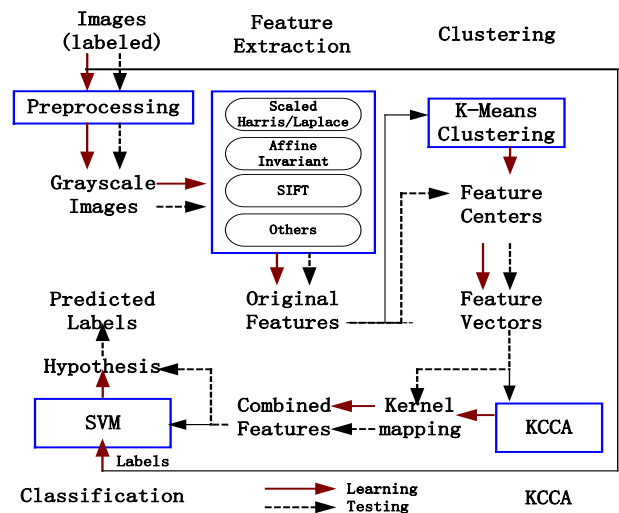 Images
(labeled)
Feature
Extraction
Clustering
Preprocessing
Scaled
Harris/Laplace
Affine
Invariant
SIFT
Others
K-Means
Clustering
Grayscale
Images
Feature
Centers
Original
Features
Feature
Vectors
Predicted
Labels
Hypothesis
SVM
Combined
Features
Kernel
mapping
KCCA
Labels
Classification
Learning
Testing
KCCA